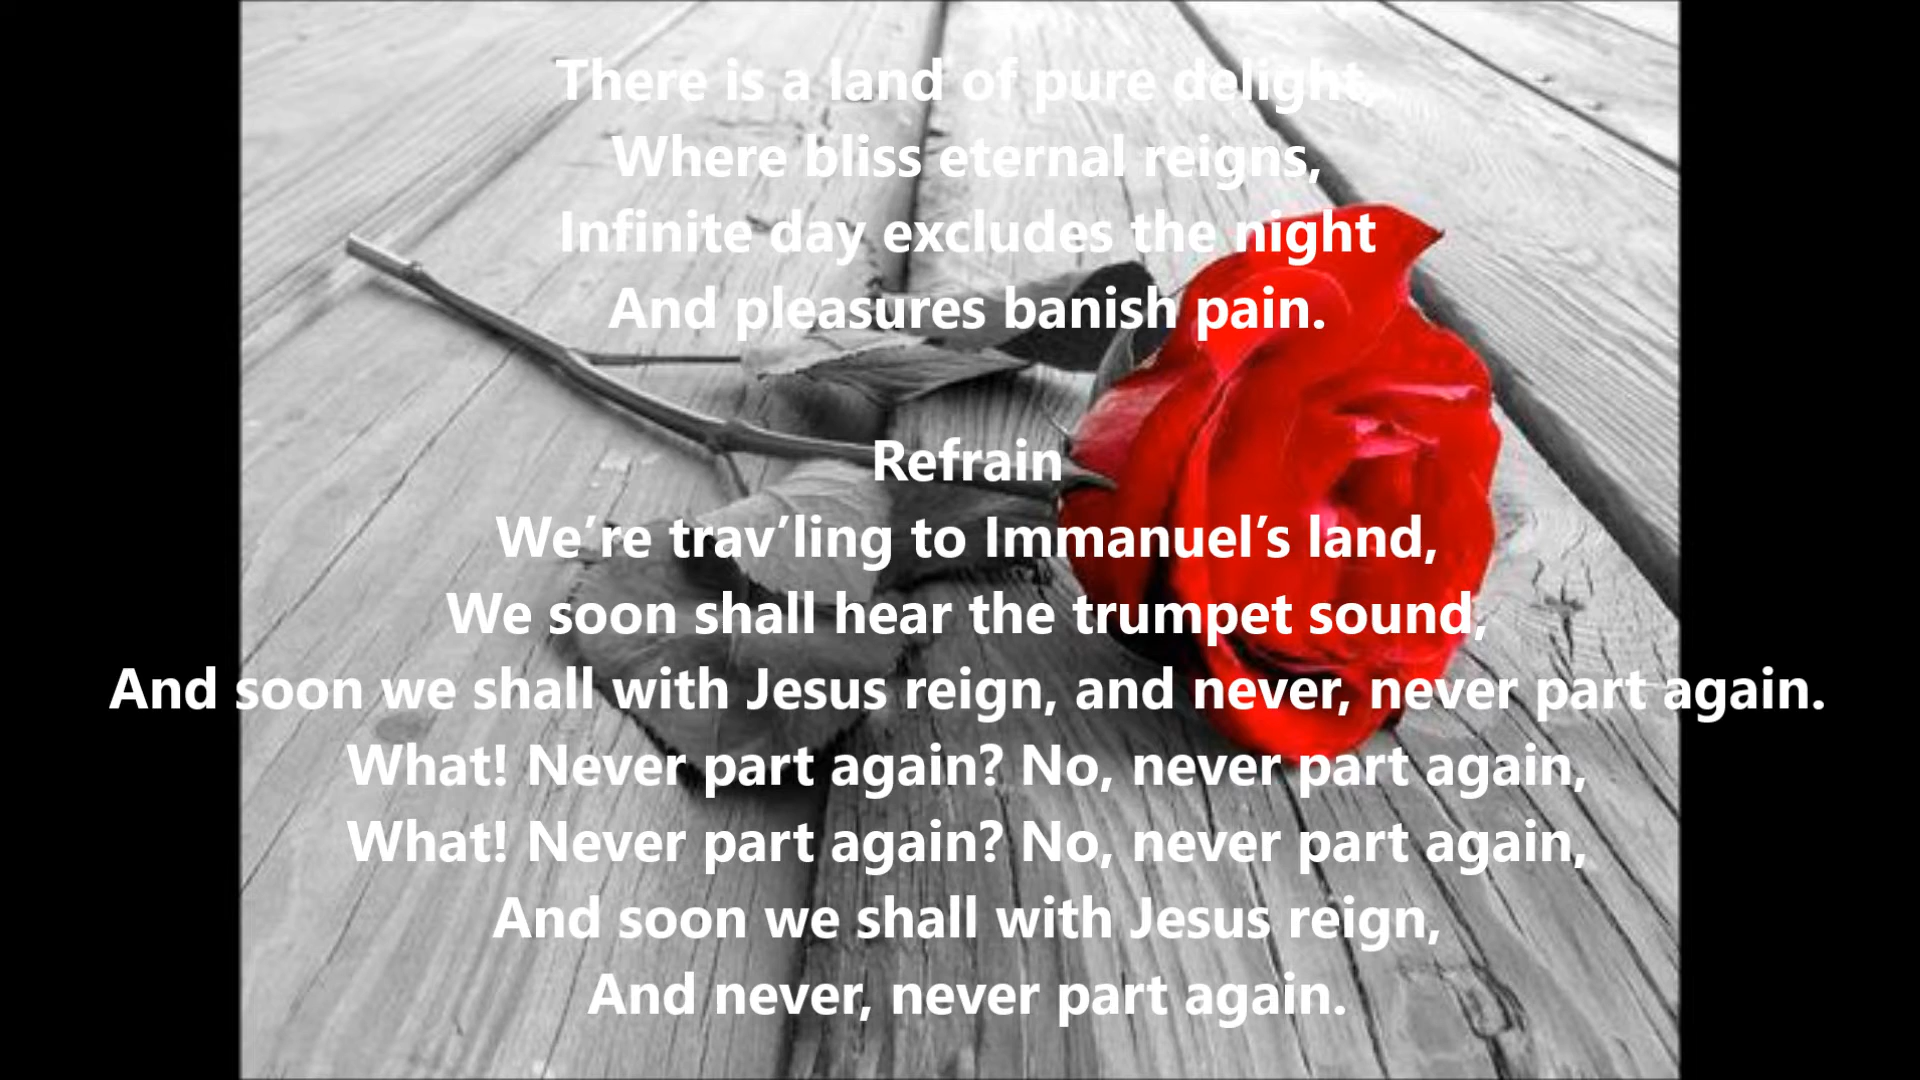 There is a land of pure delight,
Where bliss eternal reigns,
Infinite day excludes the night
And pleasures banish pain.
Refrain
We’re trav’ling to Immanuel’s land,
We soon shall hear the trumpet sound,
And soon we shall with Jesus reign, and never, never part again.
What! Never part again? No, never part again,
What! Never part again? No, never part again,
And soon we shall with Jesus reign,
And never, never part again.